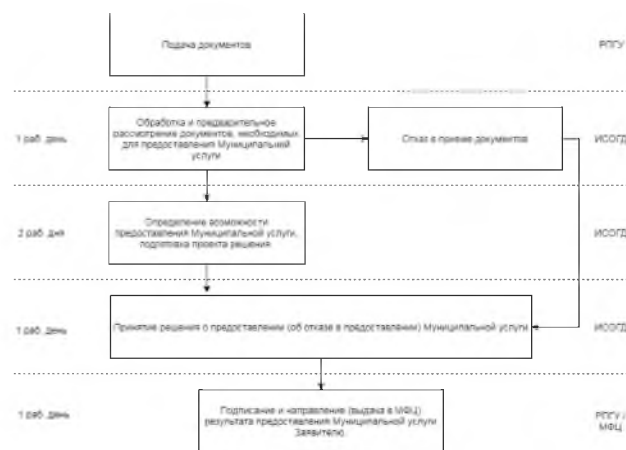 Подача документов
РПГУ
1 раб. день
Обработка и предварительное
рассмотрение документов, необходимых
для предоставления Муниципальной
услуги
Отказ в приеме документов
ИСОГД
2 раб. дня
Определение возможности
предоставления Муниципальной услуги,
подготовка проекта решения
ИСОГД
1 раб. день
Принятие решения о предоставлении (об отказе в предоставлении) Муниципальной услуги
ИСОГД
1 раб. день
Подписание и направление (выдача в МФЦ)
результата предоставления Муниципальной услуги
Заявителю.
РПГУ /
МФЦ